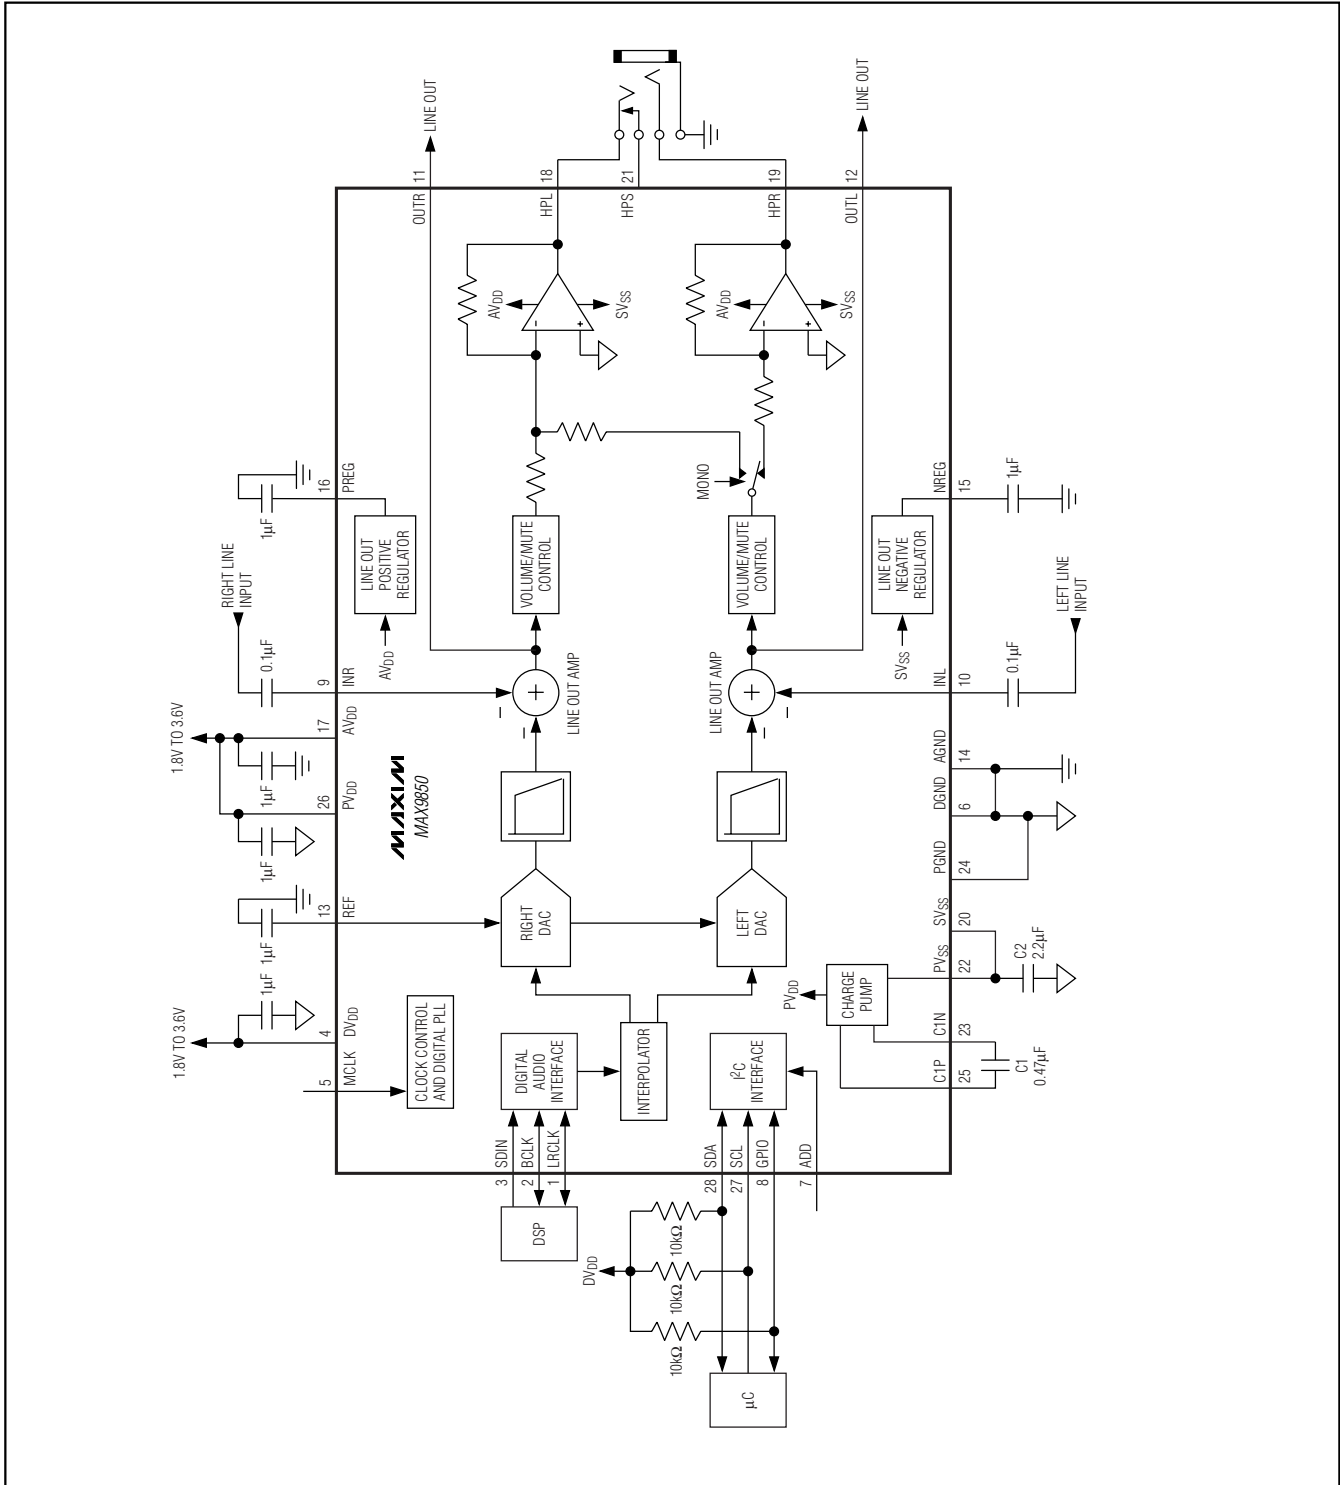 1.8V TO 3.6V
1.8V TO 3.6V
RIGHT LINE
INPUT
1µF
1µF
1µF
1µF
0.1µF
1µF
5
4
13
26
17
9
16
MCLK
DVDD
REF
PVDD
AVDD
INR
PREG
CLOCK CONTROL
AND DIGITAL PLL
MAXIM
MAX9850
AVDD
LINE OUT
POSITIVE
REGULATOR
OUTR
11
LINE OUT
DSP
3
SDIN
2
BCLK
1
LRCLK
DIGITAL
AUDIO
INTERFACE
INTERPOLATOR
RIGHT
DAC
+
LINE OUT AMP
VOLUME/MUTE
CONTROL
AVDD
SVSS
-
+
HPL
18
HPS
21
DVDD
10kΩ
10kΩ
10kΩ
µC
28
SDA
27
SCL
8
GPIO
7
ADD
I2C
INTERFACE
LEFT
DAC
+
LINE OUT AMP
MONO
VOLUME/MUTE
CONTROL
AVDD
SVSS
-
+
HPR
19
OUTL
12
LINE OUT
PVDD
CHARGE
PUMP
SVSS
LINE OUT
NEGATIVE
REGULATOR
C1P
C1N
PVSS
SVSS
PGND
DGND
AGND
INL
NREG
25
23
22
20
24
6
14
10
15
C1
0.47µF
C2
2.2µF
0.1µF
1µF
LEFT LINE
INPUT